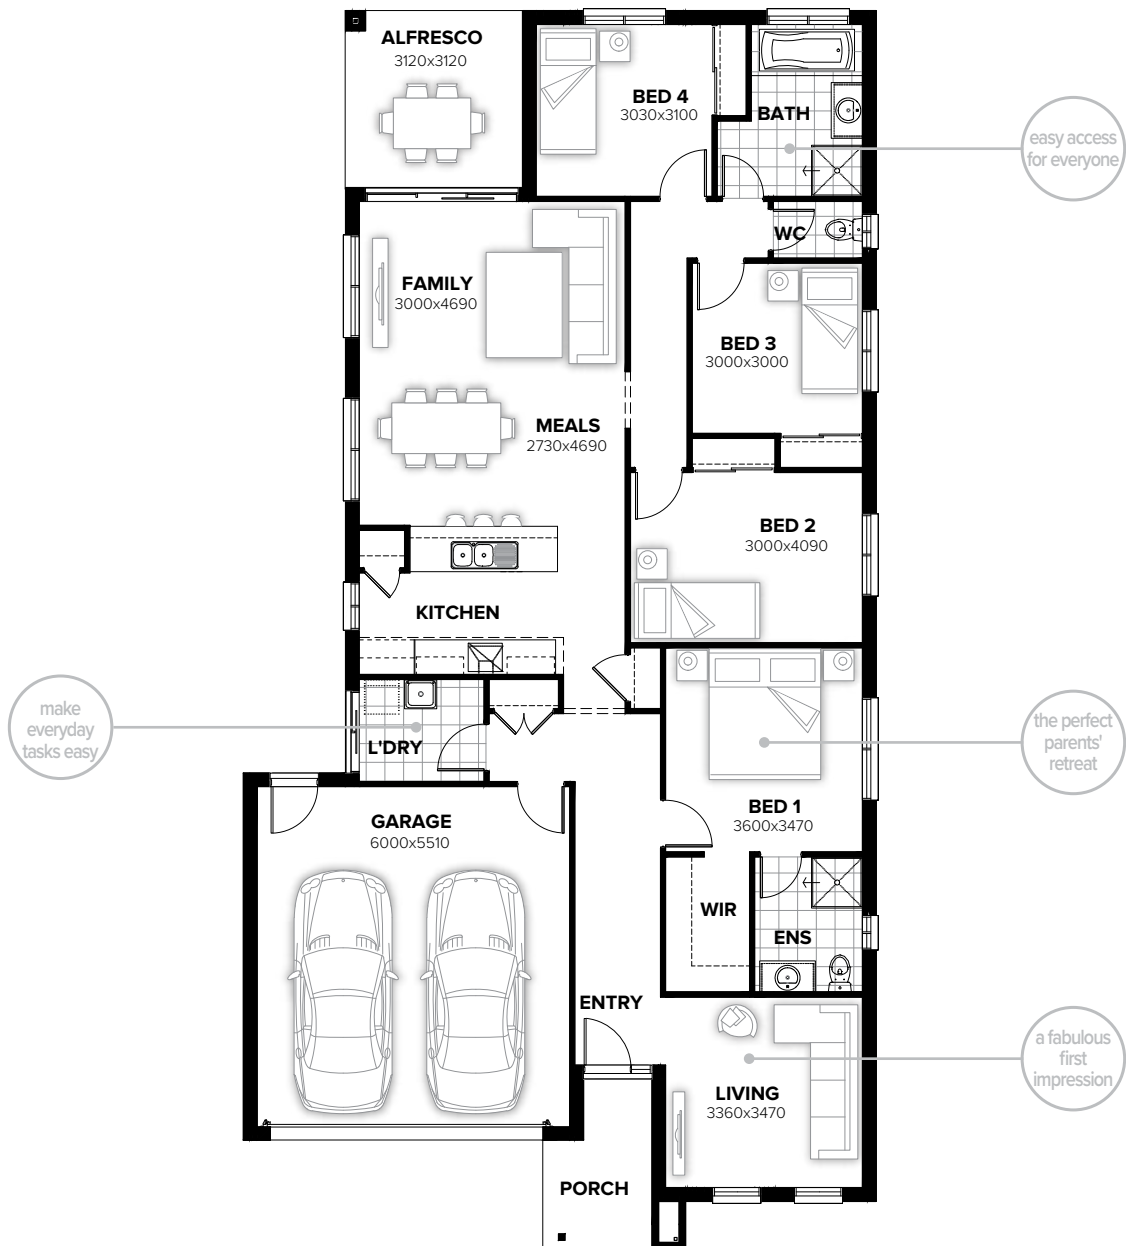 ALFRESCO
3120x3120
BED 4
3030x3100
BATH
easy access
for everyone
WC
FAMILY
3000x4690
BED 3
3000x3000
MEALS
2730x4690
BED 2
3000x4090
KITCHEN
make
everyday
tasks easy
L'DRY
the perfect
parents'
retreat
BED 1
3600x3470
GARAGE
6000x5510
WIR
ENS
ENTRY
a fabulous
first
impression
LIVING
3360x3470
PORCH